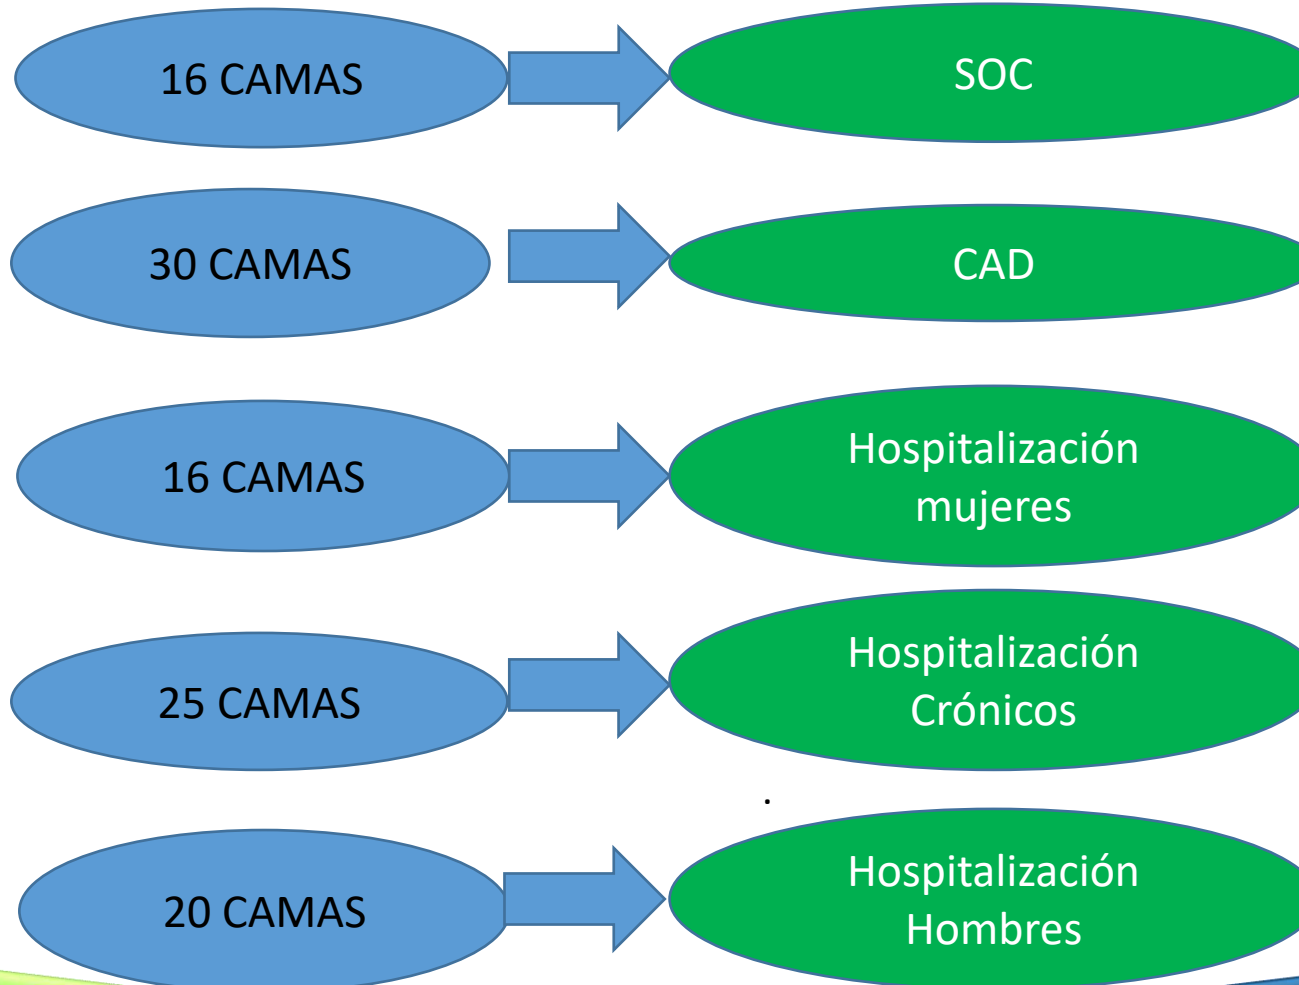 16 CAMAS
SOC
30 CAMAS
CAD
16 CAMAS
Hospitalización
mujeres
25 CAMAS
Hospitalización
Crónicos
.
20 CAMAS
Hospitalización
Hombres